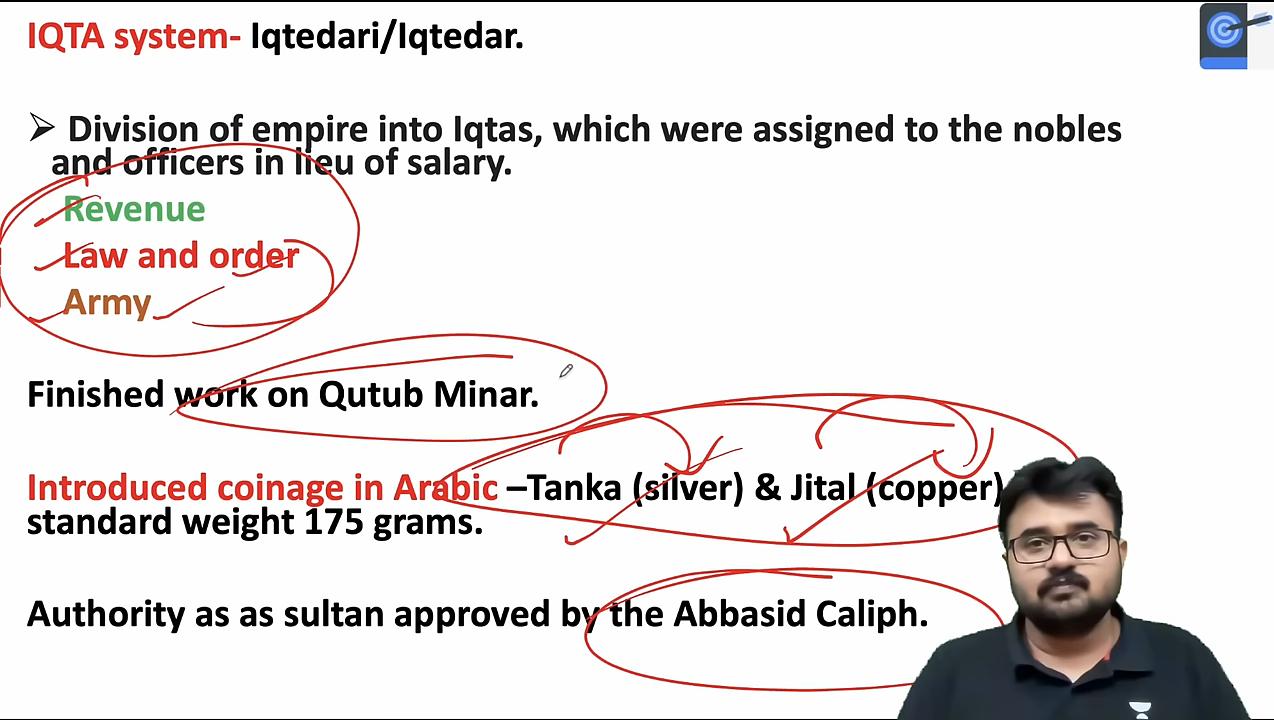 IQTA system- Iqtedari/Iqtedar.
➢ Division of empire into Iqtas, which were assigned to the nobles
and officers in lieu of salary.
Revenue
Law and order
Army
Finished work on Qutub Minar.
Introduced coinage in Arabic –Tanka (silver) & Jital (copper)
standard weight 175 grams.
Authority as as sultan approved by the Abbasid Caliph.